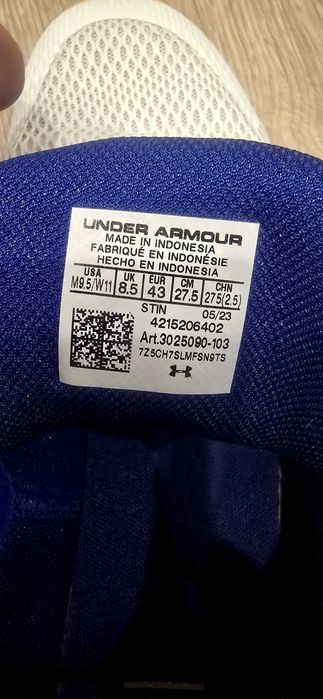 UNDER ARMOUR
MADE IN INDONESIA
FABRIQUÉ EN INDONÉSIE
HECHO EN INDONESIA
USA UK EUR CM CHN
M9.5/W11 8.5 43 27.5 275(2.5)
STIN 05/23
4215206402
Art.3025090-103
7Z5CH7SLMFSN9TS